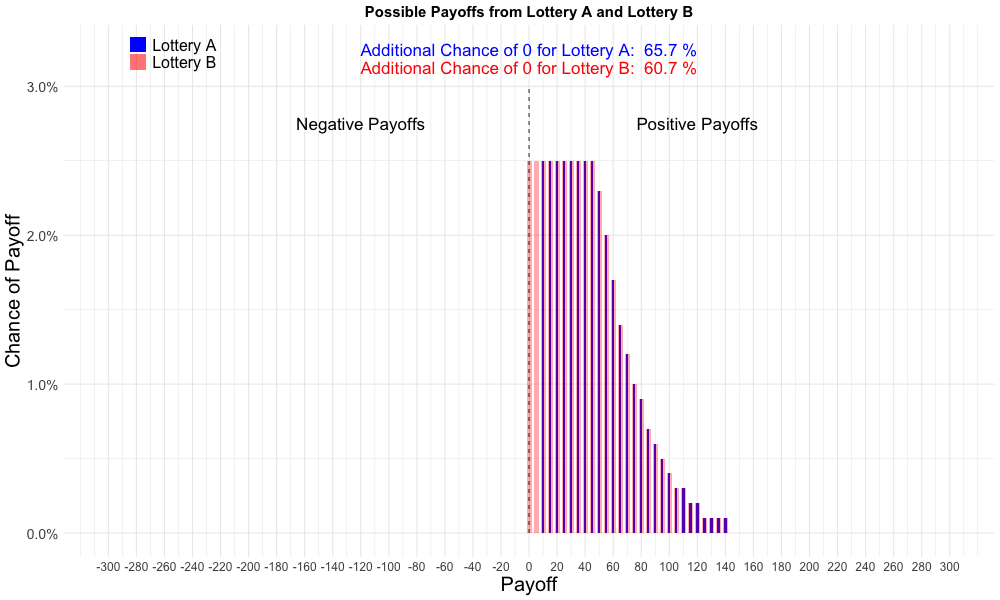 Possible Payoffs from Lottery A and Lottery B
Lottery A
Lottery B
Additional Chance of 0 for Lottery A: 65.7 %
Additional Chance of 0 for Lottery B: 60.7 %
Negative Payoffs
Positive Payoffs
Chance of Payoff
3.0%
2.0%
1.0%
0.0%
-300 -280 -260 -240 -220 -200 -180 -160 -140 -120 -100 -80 -60 -40 -20 0 20 40 60 80 100 120 140 160 180 200 220 240 260 280 300
Payoff